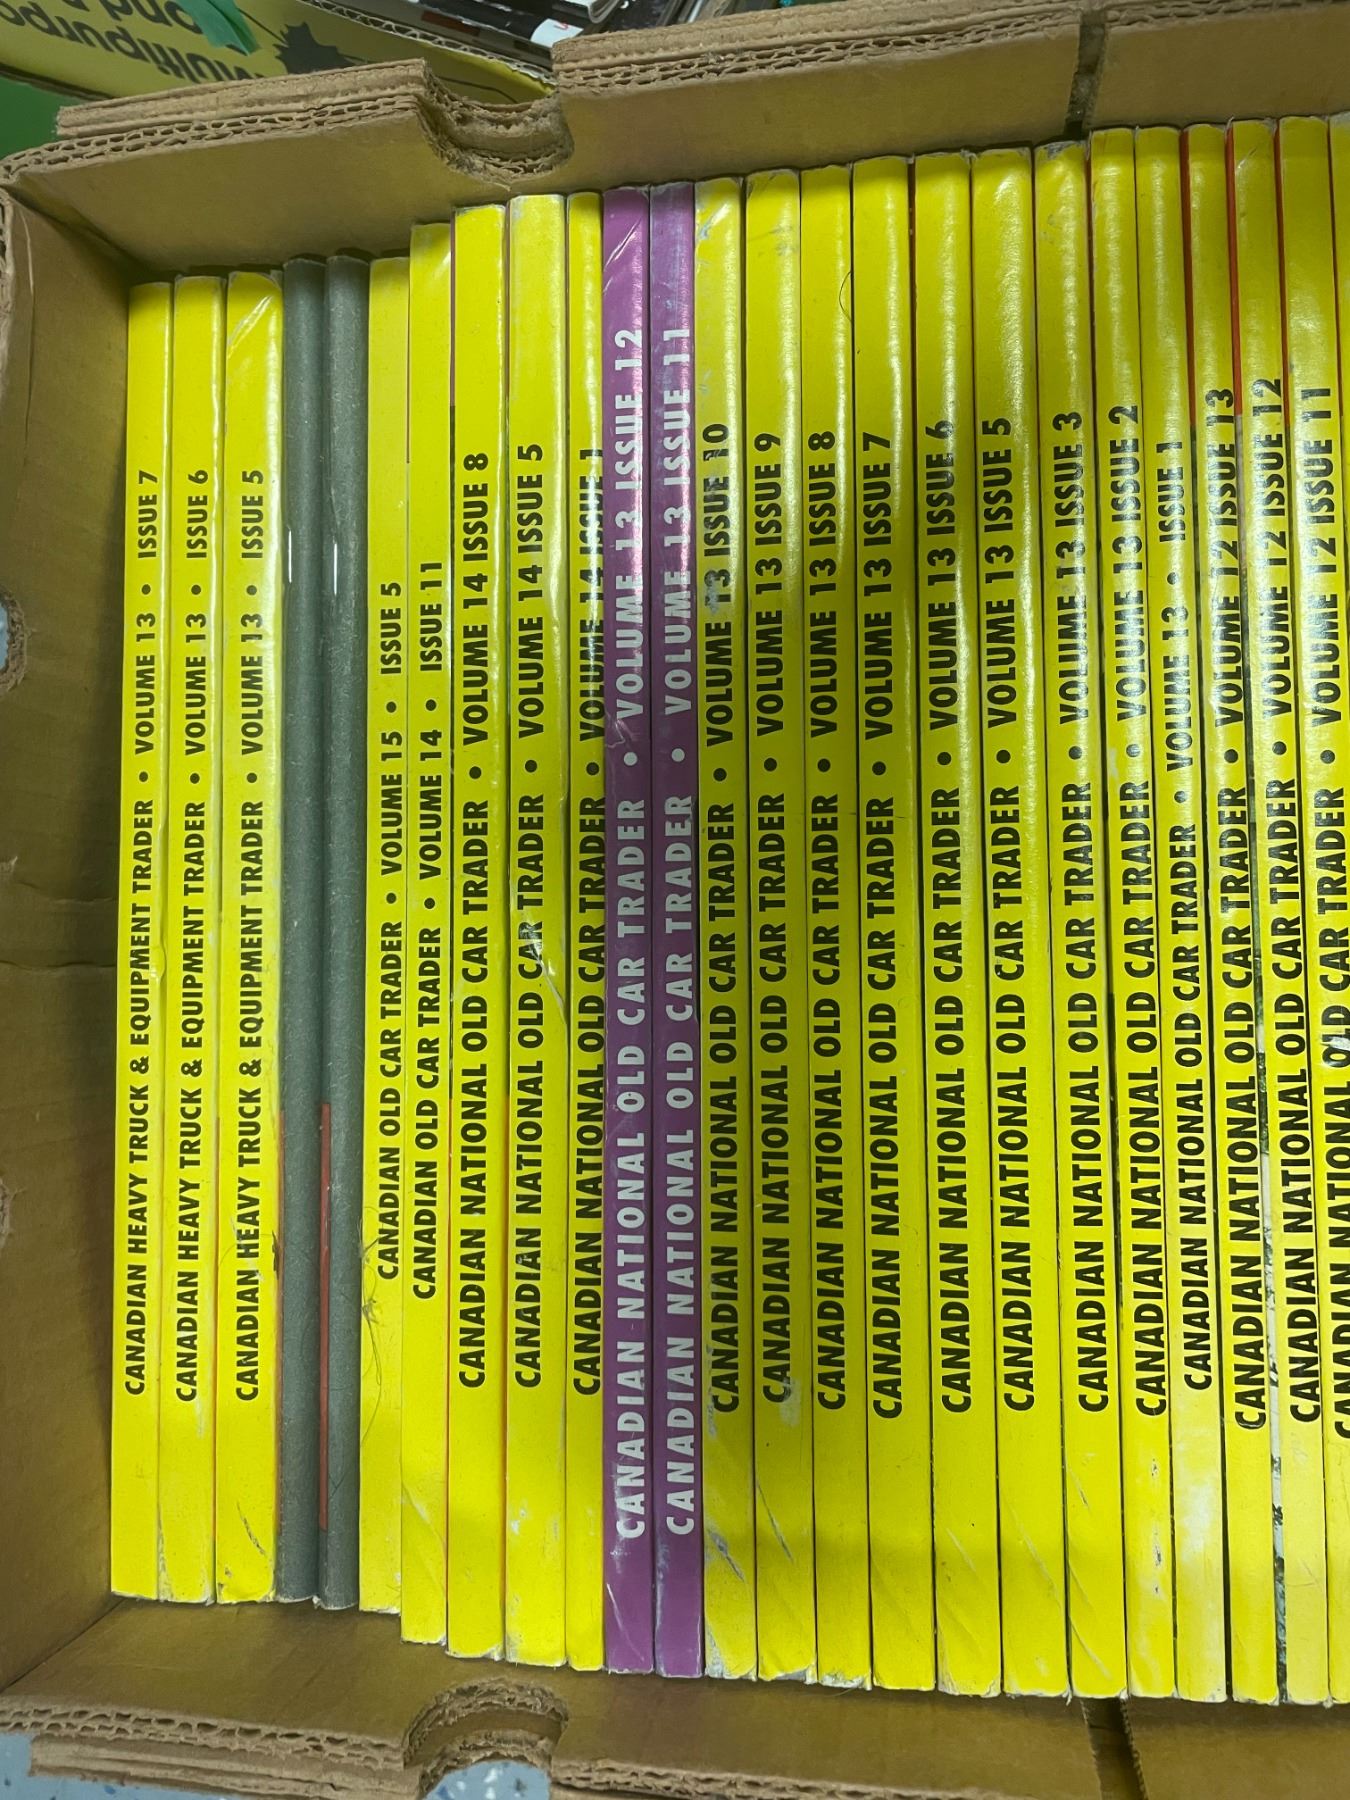 Multipurpo
ond
CANADIAN HEAVY TRUCK & EQUIPMENT TRADER • VOLUME 13 • ISSUE 7
CANADIAN HEAVY TRUCK & EQUIPMENT TRADER • VOLUME 13 • ISSUE 6
CANADIAN HEAVY TRUCK & EQUIPMENT TRADER • VOLUME 13 • ISSUE 5
CANADIAN OLD CAR TRADER • VOLUME 15 • ISSUE 5
CANADIAN OLD CAR TRADER • VOLUME 14 • ISSUE 11
CANADIAN NATIONAL OLD CAR TRADER • VOLUME 14 ISSUE 8
CANADIAN NATIONAL OLD CAR TRADER • VOLUME 14 ISSUE 5
CANADIAN NATIONAL OLD CAR TRADER • VOLUME 14 ISSUE 1
CANADIAN NATIONAL OLD CAR TRADER • VOLUME 13 ISSUE 12
CANADIAN NATIONAL OLD CAR TRADER • VOLUME 13 ISSUE 11
CANADIAN NATIONAL OLD CAR TRADER • VOLUME 13 ISSUE 10
CANADIAN NATIONAL OLD CAR TRADER • VOLUME 13 ISSUE 9
CANADIAN NATIONAL OLD CAR TRADER • VOLUME 13 ISSUE 8
CANADIAN NATIONAL OLD CAR TRADER • VOLUME 13 ISSUE 7
CANADIAN NATIONAL OLD CAR TRADER • VOLUME 13 ISSUE 6
CANADIAN NATIONAL OLD CAR TRADER • VOLUME 13 ISSUE 5
CANADIAN NATIONAL OLD CAR TRADER • VOLUME 13 ISSUE 3
CANADIAN NATIONAL OLD CAR TRADER • VOLUME 13 ISSUE 2
CANADIAN NATIONAL OLD CAR TRADER • VOLUME 13 • ISSUE 1
CANADIAN NATIONAL OLD CAR TRADER • VOLUME 12 ISSUE 13
CANADIAN NATIONAL OLD CAR TRADER • VOLUME 12 ISSUE 12
CANADIAN NATIONAL OLD CAR TRADER • VOLUME 12 ISSUE 11